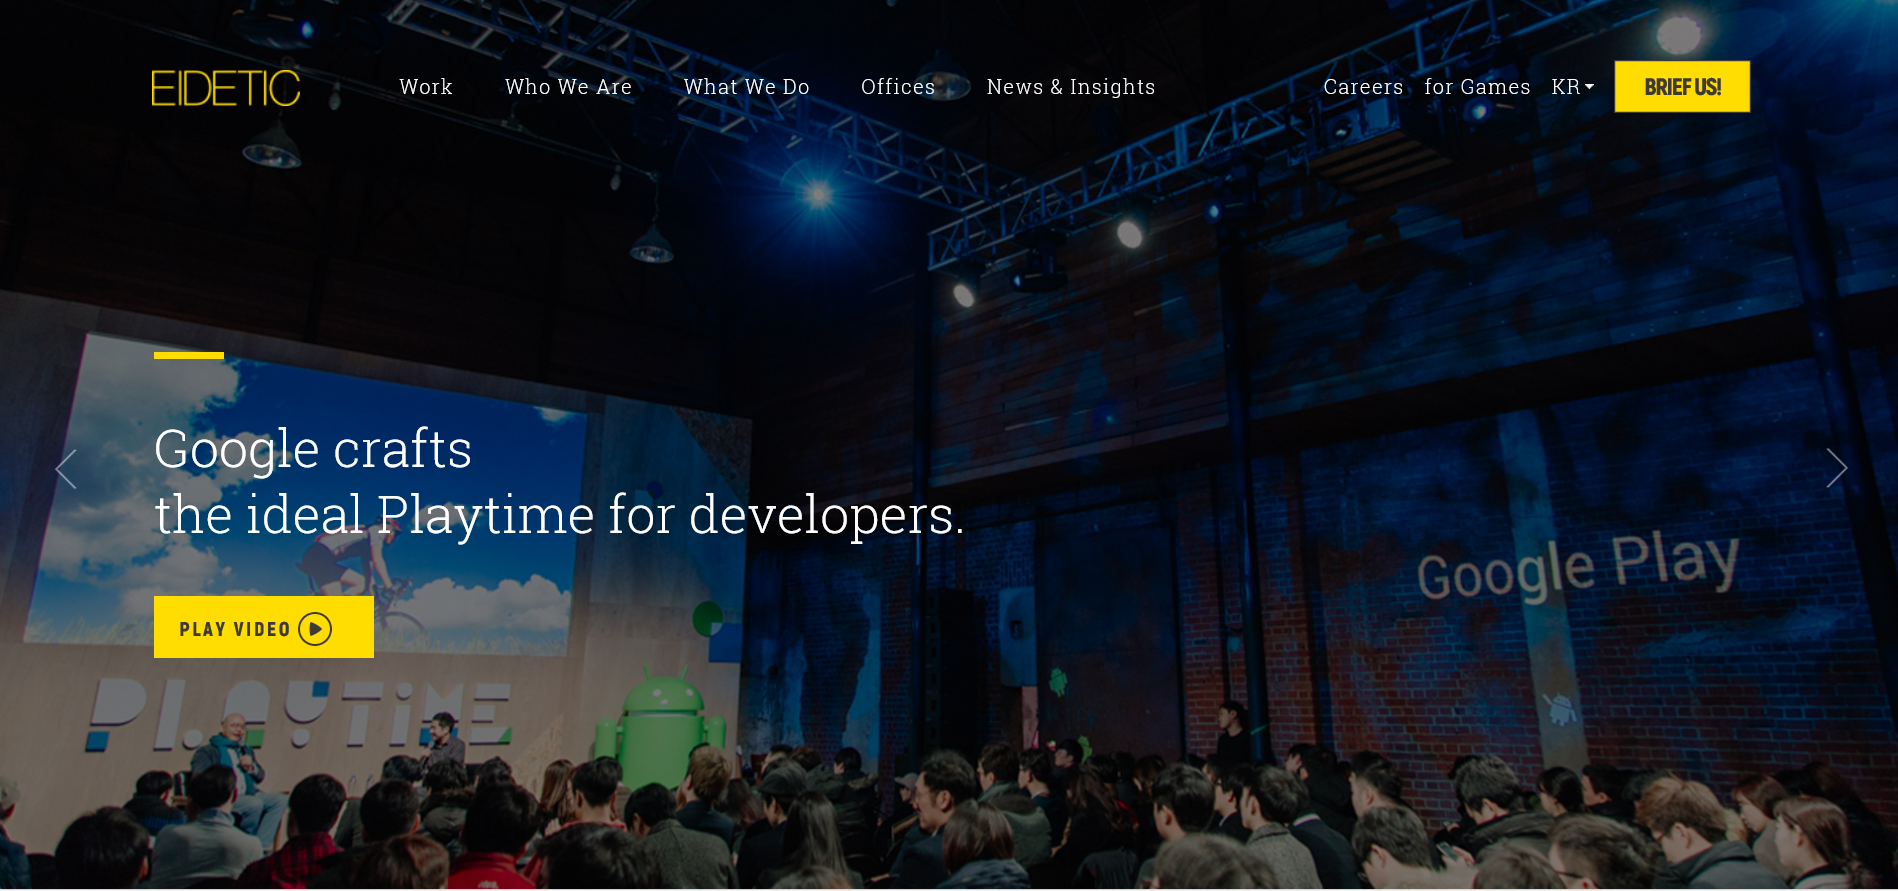 EIDETIC
Work
Who We Are
What We Do
Offices
News & Insights
Careers
for Games
KR
BRIEF US!
Google crafts
the ideal Playtime for developers.
Google Play
PLAY VIDEO
PLAYTIME